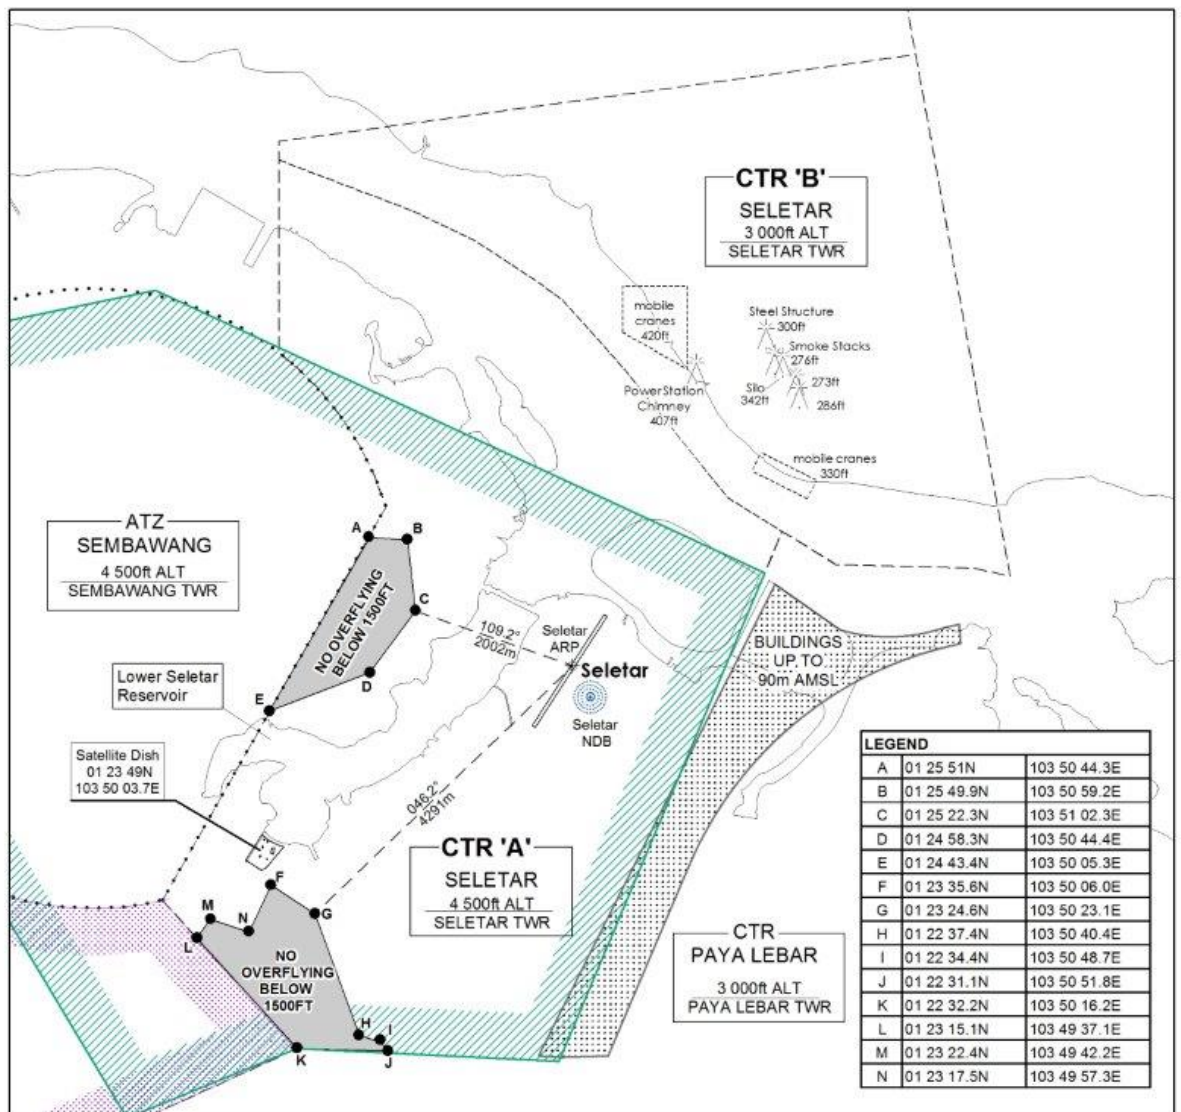 CTR 'B'
SELETAR
3 000ft ALT
SELETAR TWR
mobile
cranes
420ft
Steel Structure
300ft
Smoke Stacks
276ft
Silo
342ft
273ft
286ft
Power Station
Chimney
407ft
mobile cranes
330ft
ATZ
SEMBAWANG
4 500ft ALT
SEMBAWANG TWR
A
B
C
D
E
NO OVERFLYING
BELOW 1500FT
109.2°
2002m
Seletar
ARP
Seletar
Seletar
NDB
BUILDINGS
UP TO
90m AMSL
Lower Seletar
Reservoir
Satellite Dish
01 23 49N
103 50 03.7E
046.2°
4291m
CTR 'A'
SELETAR
4 500ft ALT
SELETAR TWR
F
G
M
N
L
NO
OVERFLYING
BELOW
1500FT
H
I
K
J
CTR
PAYA LEBAR
3 000ft ALT
PAYA LEBAR TWR
LEGEND
A 01 25 51N 103 50 44.3E
B 01 25 49.9N 103 50 59.2E
C 01 25 22.3N 103 51 02.3E
D 01 24 58.3N 103 50 44.4E
E 01 24 43.4N 103 50 05.3E
F 01 23 35.6N 103 50 06.0E
G 01 23 24.6N 103 50 23.1E
H 01 22 37.4N 103 50 40.4E
I 01 22 34.4N 103 50 48.7E
J 01 22 31.1N 103 50 51.8E
K 01 22 32.2N 103 50 16.2E
L 01 23 15.1N 103 49 37.1E
M 01 23 22.4N 103 49 42.2E
N 01 23 17.5N 103 49 57.3E